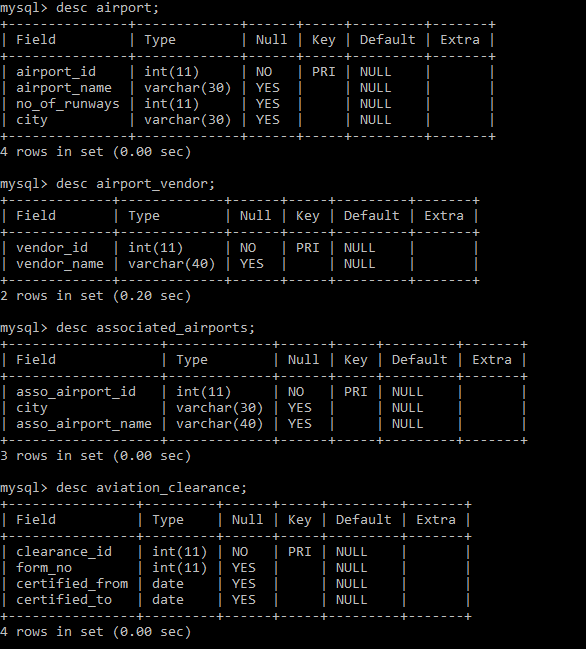 mysql> desc airport;
+---------------+-------------+------+-----+---------+-------+
| Field         | Type        | Null | Key | Default | Extra |
+---------------+-------------+------+-----+---------+-------+
| airport_id    | int(11)     | NO   | PRI | NULL    |       |
| airport_name  | varchar(30) | YES  |     | NULL    |       |
| no_of_runways | int(11)     | YES  |     | NULL    |       |
| city          | varchar(30) | YES  |     | NULL    |       |
+---------------+-------------+------+-----+---------+-------+
4 rows in set (0.00 sec)
mysql> desc airport_vendor;
+-------------+-------------+------+-----+---------+-------+
| Field       | Type        | Null | Key | Default | Extra |
+-------------+-------------+------+-----+---------+-------+
| vendor_id   | int(11)     | NO   | PRI | NULL    |       |
| vendor_name | varchar(40) | YES  |     | NULL    |       |
+-------------+-------------+------+-----+---------+-------+
2 rows in set (0.20 sec)
mysql> desc associated_airports;
+-------------------+-------------+------+-----+---------+-------+
| Field             | Type        | Null | Key | Default | Extra |
+-------------------+-------------+------+-----+---------+-------+
| asso_airport_id   | int(11)     | NO   | PRI | NULL    |       |
| city              | varchar(30) | YES  |     | NULL    |       |
| asso_airport_name | varchar(40) | YES  |     | NULL    |       |
+-------------------+-------------+------+-----+---------+-------+
3 rows in set (0.00 sec)
mysql> desc aviation_clearance;
+----------------+---------+------+-----+---------+-------+
| Field          | Type    | Null | Key | Default | Extra |
+----------------+---------+------+-----+---------+-------+
| clearance_id   | int(11) | NO   | PRI | NULL    |       |
| form_no        | int(11) | YES  |     | NULL    |       |
| certified_from | date    | YES  |     | NULL    |       |
| certified_to   | date    | YES  |     | NULL    |       |
+----------------+---------+------+-----+---------+-------+
4 rows in set (0.00 sec)